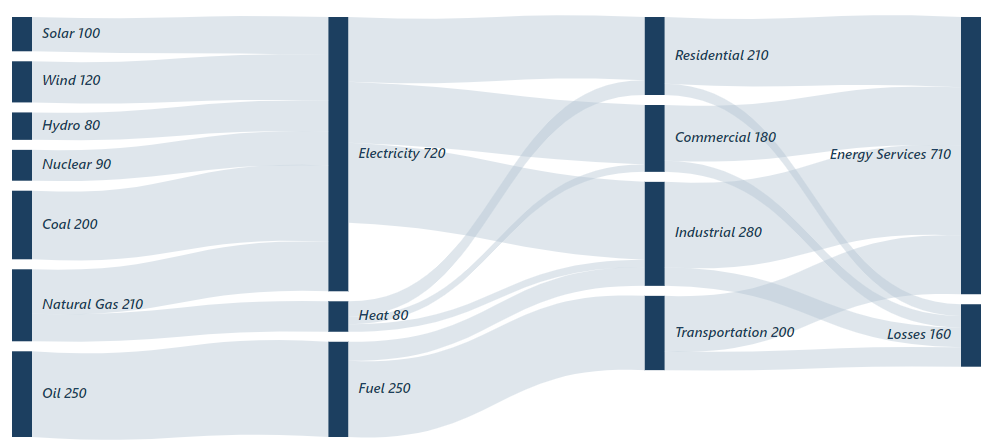 Solar 100
Wind 120
Hydro 80
Nuclear 90
Coal 200
Natural Gas 210
Oil 250
Electricity 720
Heat 80
Fuel 250
Residential 210
Commercial 180
Industrial 280
Transportation 200
Energy Services 710
Losses 160